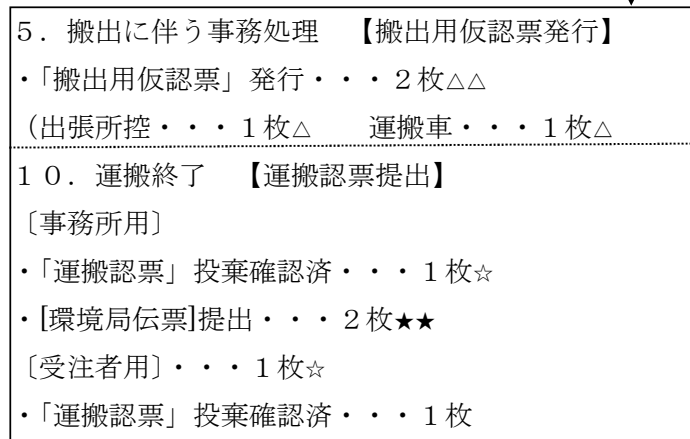 ５．搬出に伴う事務処理　【搬出用仮認票発行】
・「搬出用仮認票」発行・・・２枚△△
（出張所控・・・１枚△　　運搬車・・・１枚△
１０．運搬終了　【運搬認票提出】
〔事務所用〕
・「運搬認票」投棄確認済・・・１枚☆
・[環境局伝票]提出・・・２枚★★
〔受注者用〕・・・１枚☆
・「運搬認票」投棄確認済・・・１枚